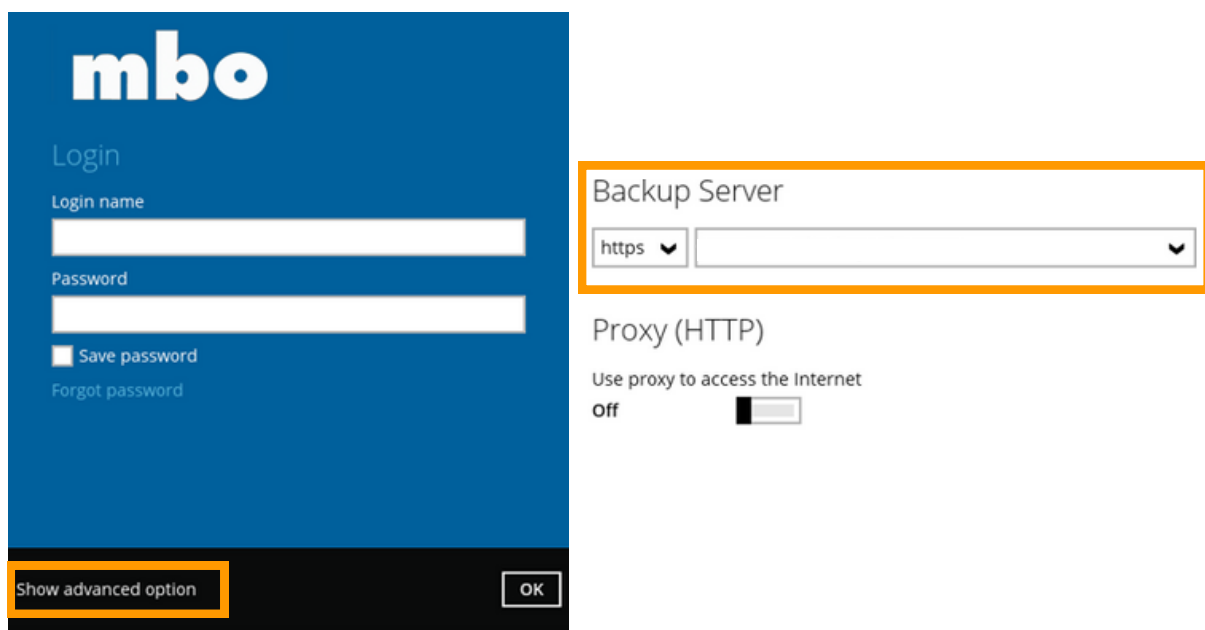 mbo
Login
Login name
Password
Save password
Forgot password
Show advanced option
OK
Backup Server
https
Proxy (HTTP)
Use proxy to access the Internet
Off